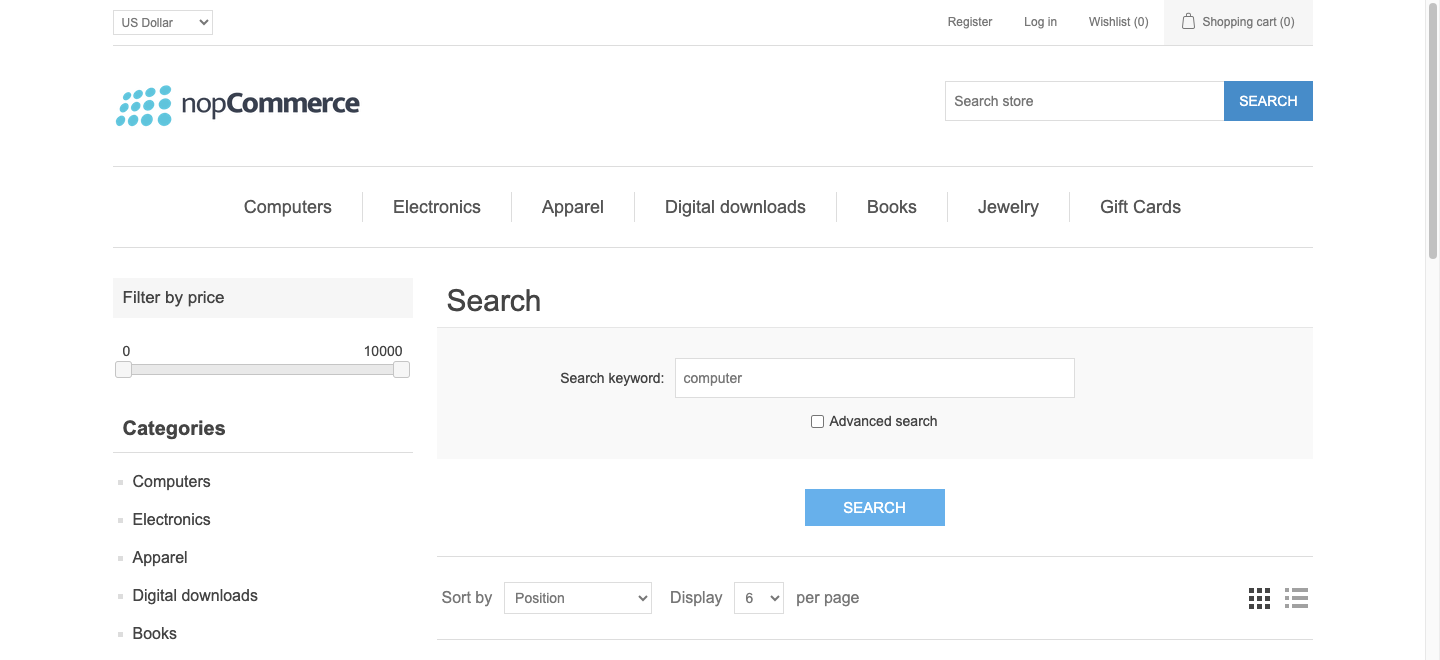 US Dollar
Register Log in Wishlist (0) Shopping cart (0)
nopCommerce
Search store SEARCH
Computers Electronics Apparel Digital downloads Books Jewelry Gift Cards
Filter by price
0 10000
Categories
Computers
Electronics
Apparel
Digital downloads
Books
Search
Search keyword: computer
Advanced search
SEARCH
Sort by Position Display 6 per page